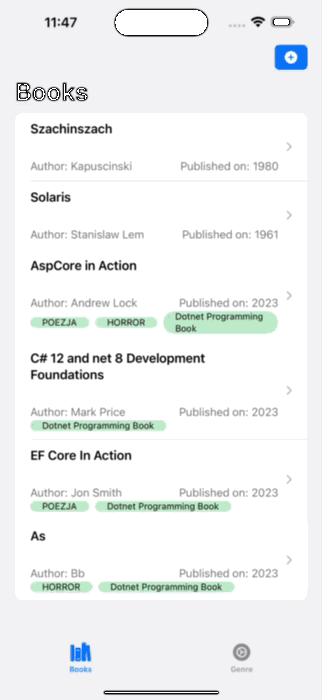 11:47
Books
Szachinszach
Author: Kapuscinski Published on: 1980
Solaris
Author: Stanislaw Lem Published on: 1961
AspCore in Action
Author: Andrew Lock Published on: 2023
POEZJA HORROR Dotnet Programming
Book
C# 12 and net 8 Development
Foundations
Author: Mark Price Published on: 2023
Dotnet Programming Book
EF Core In Action
Author: Jon Smith Published on: 2023
POEZJA Dotnet Programming Book
As
Author: Bb Published on: 2023
HORROR Dotnet Programming Book
Books Genre